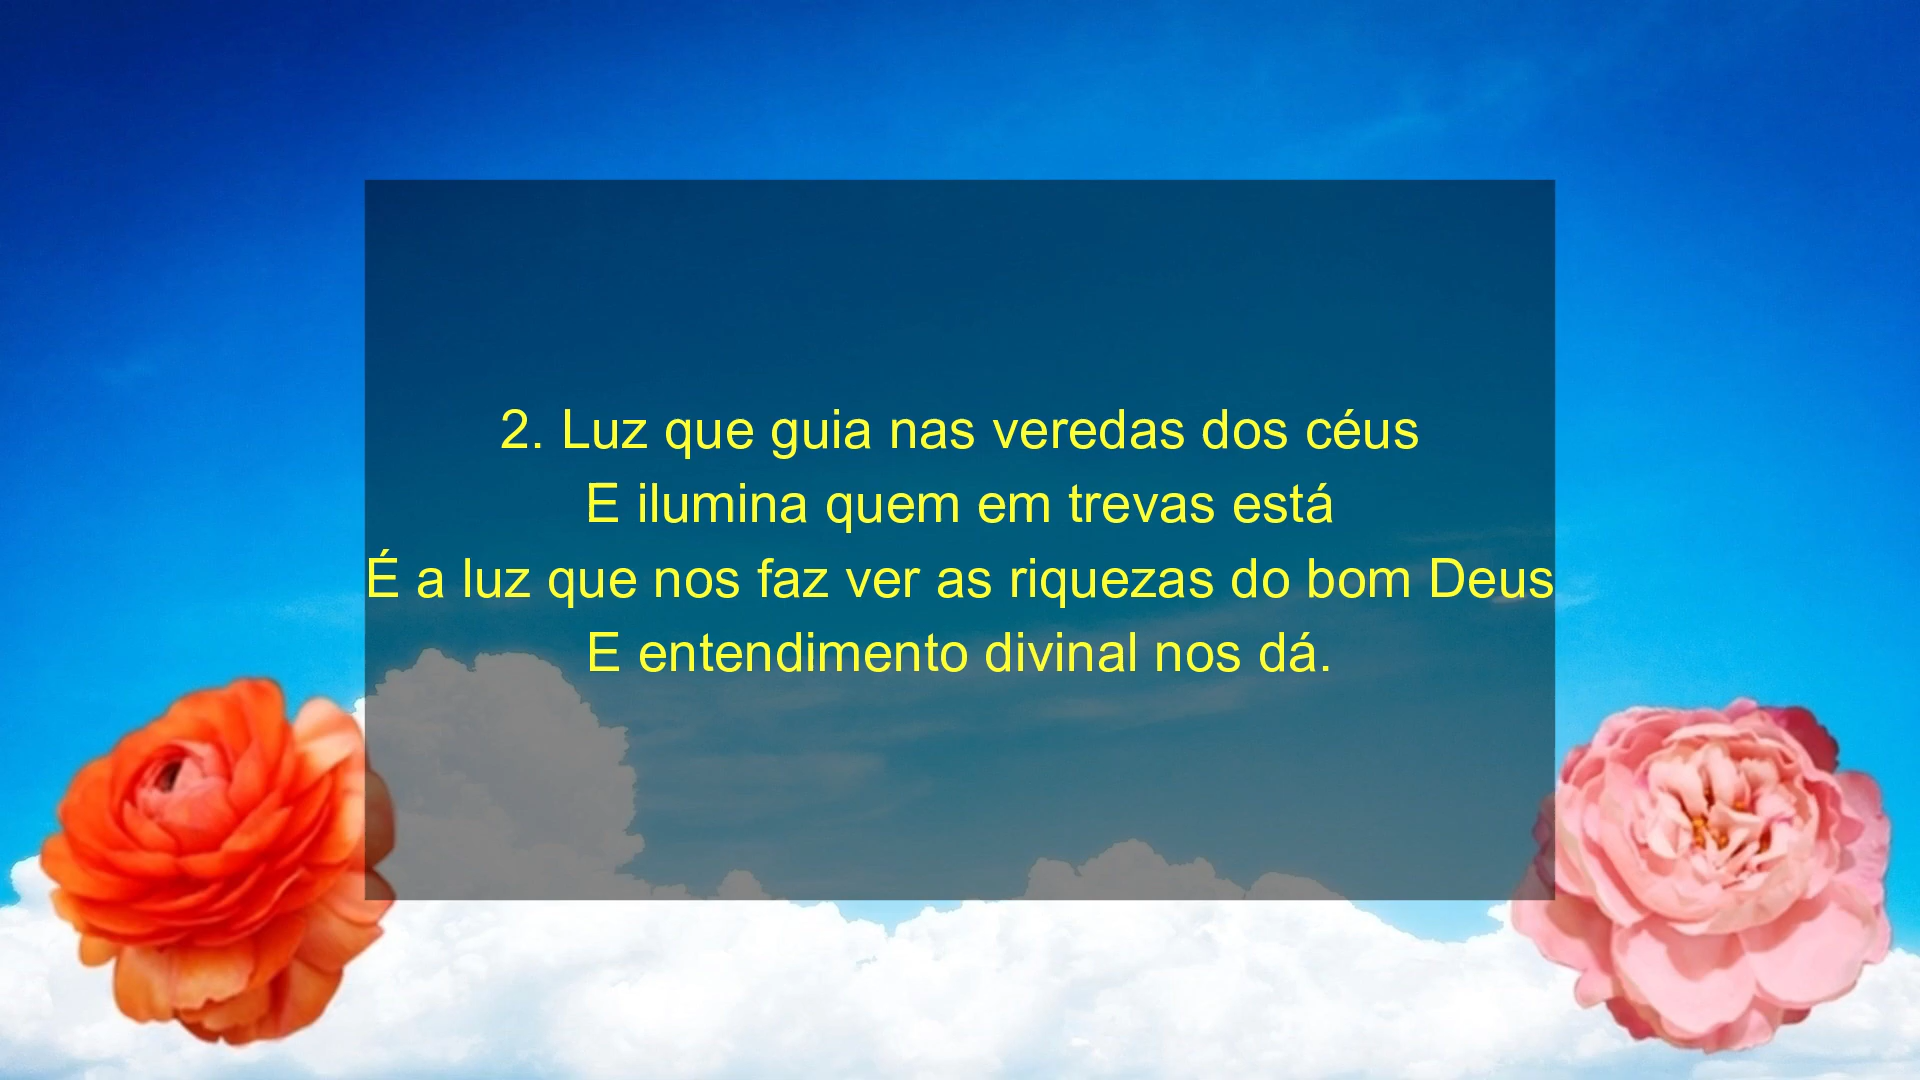 2. Luz que guia nas veredas dos céus
E ilumina quem em trevas está
É a luz que nos faz ver as riquezas do bom Deus
E entendimento divinal nos dá.